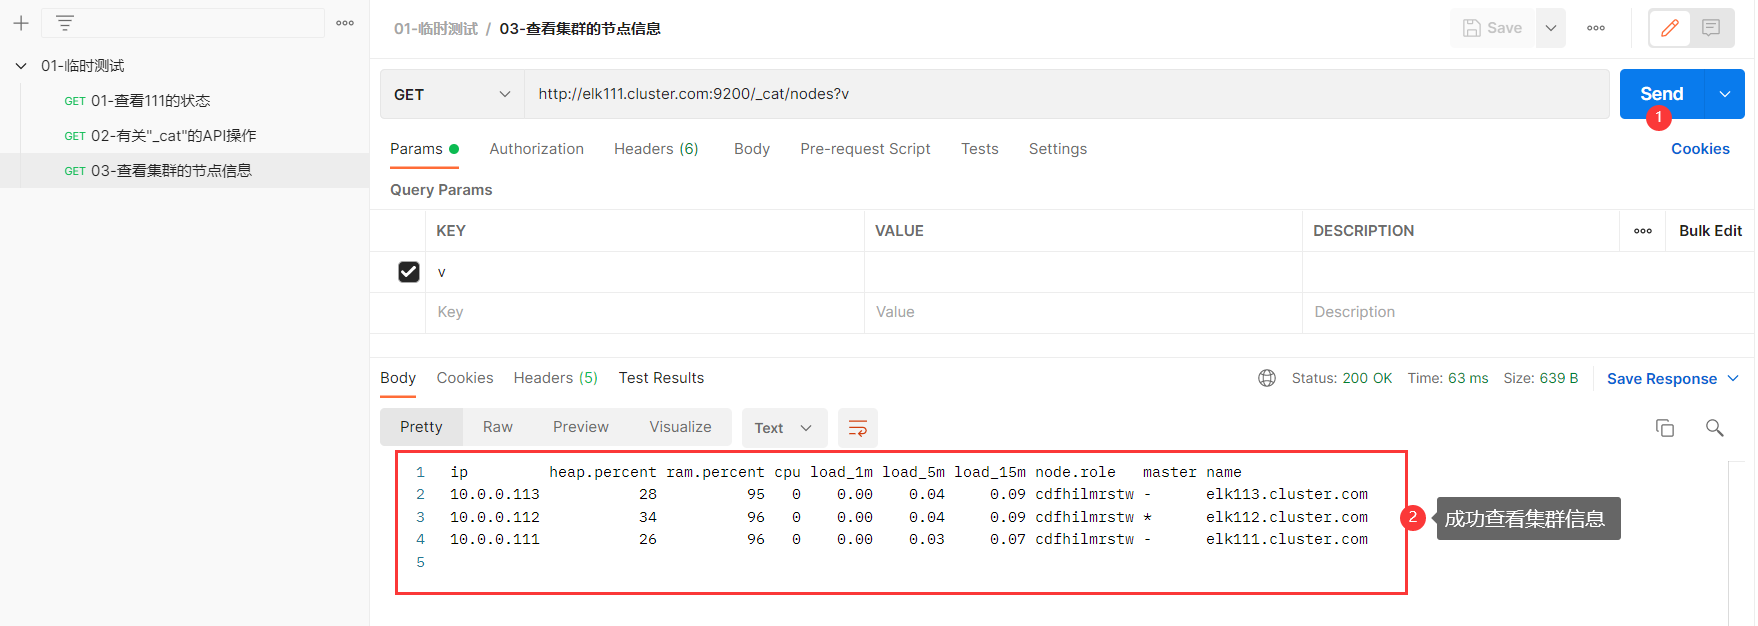 01-临时测试
GET 01-查看111的状态
GET 02-有关"_cat"的API操作
GET 03-查看集群的节点信息
01-临时测试 / 03-查看集群的节点信息
Save
GET http://elk111.cluster.com:9200/_cat/nodes?v
Send
1
Params Authorization Headers (6) Body Pre-request Script Tests Settings Cookies
Query Params
KEY VALUE DESCRIPTION Bulk Edit
v
Key Value Description
Body Cookies Headers (5) Test Results Status: 200 OK Time: 63 ms Size: 639 B Save Response
Pretty Raw Preview Visualize Text
1 ip heap.percent ram.percent cpu load_1m load_5m load_15m node.role master name
2 10.0.0.113 28 95 0 0.00 0.04 0.09 cdfhilmrstw - elk113.cluster.com
3 10.0.0.112 34 96 0 0.00 0.04 0.09 cdfhilmrstw * elk112.cluster.com
4 10.0.0.111 26 96 0 0.00 0.03 0.07 cdfhilmrstw - elk111.cluster.com
5
2 成功查看集群信息